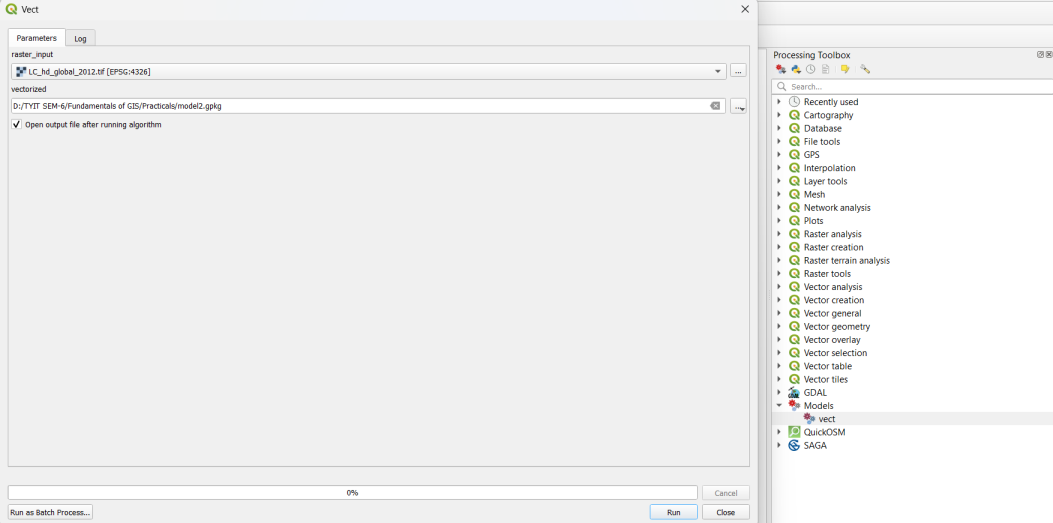 Vect
Parameters
Log
raster_input
LC_hd_global_2012.tif [EPSG:4326]
...
vectorized
D:/TYIT SEM-6/Fundamentals of GIS/Practicals/model2.gpkg
...
Open output file after running algorithm
0%
Cancel
Run as Batch Process...
Run
Close
Processing Toolbox
Search...
Recently used
Cartography
Database
File tools
GPS
Interpolation
Layer tools
Mesh
Network analysis
Plots
Raster analysis
Raster creation
Raster terrain analysis
Raster tools
Vector analysis
Vector creation
Vector general
Vector geometry
Vector overlay
Vector selection
Vector table
Vector tiles
GDAL
Models
vect
QuickOSM
SAGA